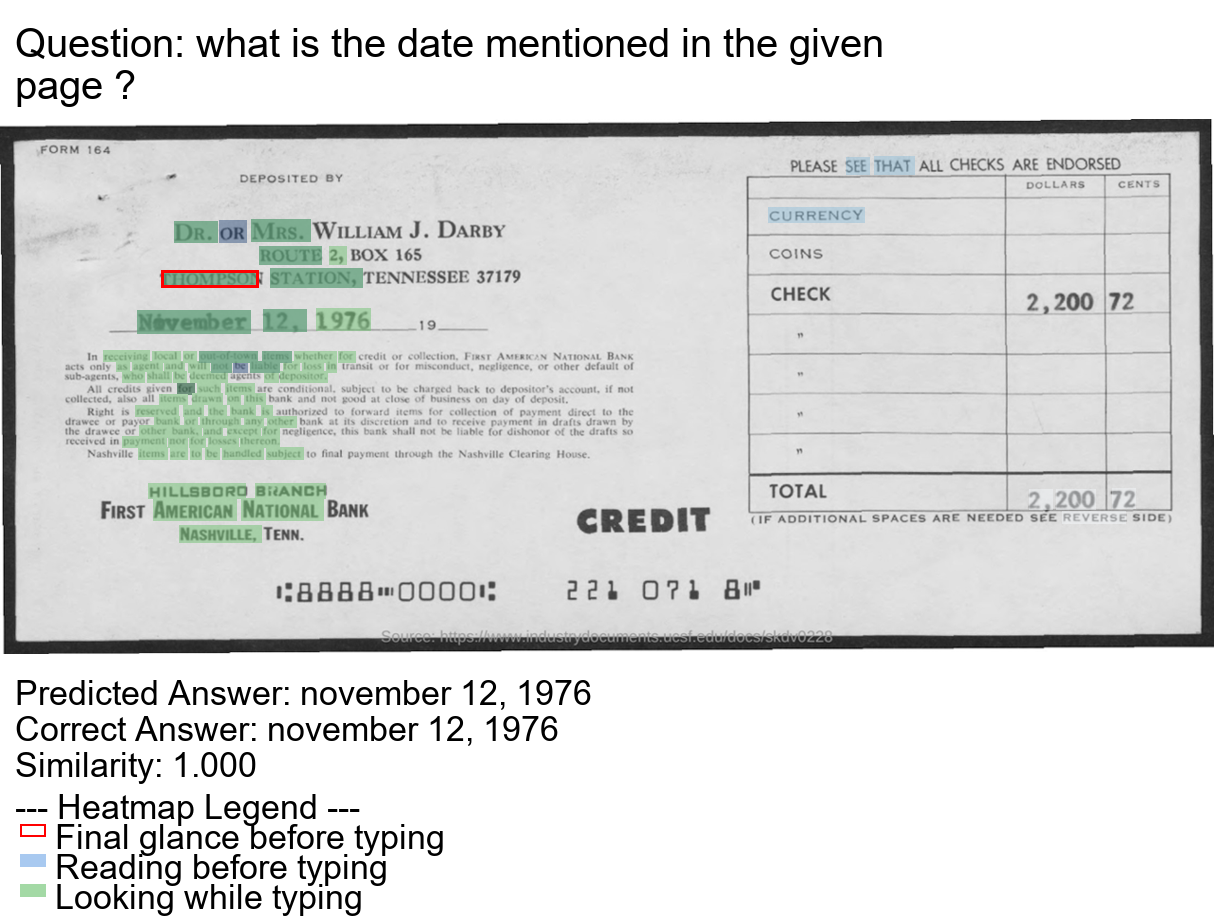 Question: what is the date mentioned in the given
page ?
FORM 164
DEPOSITED BY
DR. OR MRS. WILLIAM J. DARBY
ROUTE 2, BOX 165
THOMPSON STATION, TENNESSEE 37179
November 12, 1976 19
In receiving local or out-of-town items whether for credit or collection, FIRST AMERICAN NATIONAL BANK
acts only as agent and will not be liable for loss in transit or for misconduct, negligence, or other default of
sub-agents, who shall be deemed agents of depositor.
All credits given for such items are conditional, subject to be charged back to depositor's account, if not
collected, also all items drawn on this bank and not good at close of business on day of deposit.
Right is reserved and the bank is authorized to forward items for collection of payment direct to the
drawee or payor bank or through any other bank at its discretion and to receive payment in drafts drawn by
the drawee or other bank, and except for negligence, this bank shall not be liable for dishonor of the drafts so
received in payment nor for losses thereon.
Nashville items are to be handled subject to final payment through the Nashville Clearing House.
HILLSBORO BRANCH
FIRST AMERICAN NATIONAL BANK
NASHVILLE, TENN.
CREDIT
PLEASE SEE THAT ALL CHECKS ARE ENDORSED
DOLLARS CENTS
CURRENCY
COINS
CHECK 2,200 72
"
"
"
"
TOTAL 2,200 72
(IF ADDITIONAL SPACES ARE NEEDED SEE REVERSE SIDE)
⑆8888⑉0000⑆ 221 071 8⑈
Source: https://www.industrydocuments.ucsf.edu/docs/skdv0228
Predicted Answer: november 12, 1976
Correct Answer: november 12, 1976
Similarity: 1.000
--- Heatmap Legend ---
Final glance before typing
Reading before typing
Looking while typing